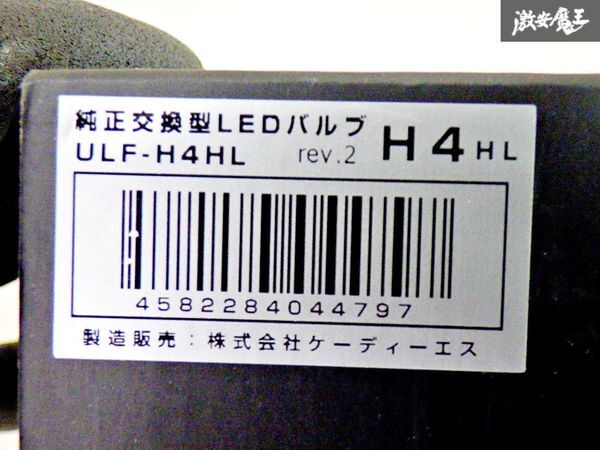 激安魔王
純正交換型LEDバルブ
ULF-H4HL rev.2 H4HL
4582284044797
製造販売：株式会社ケーディーエス